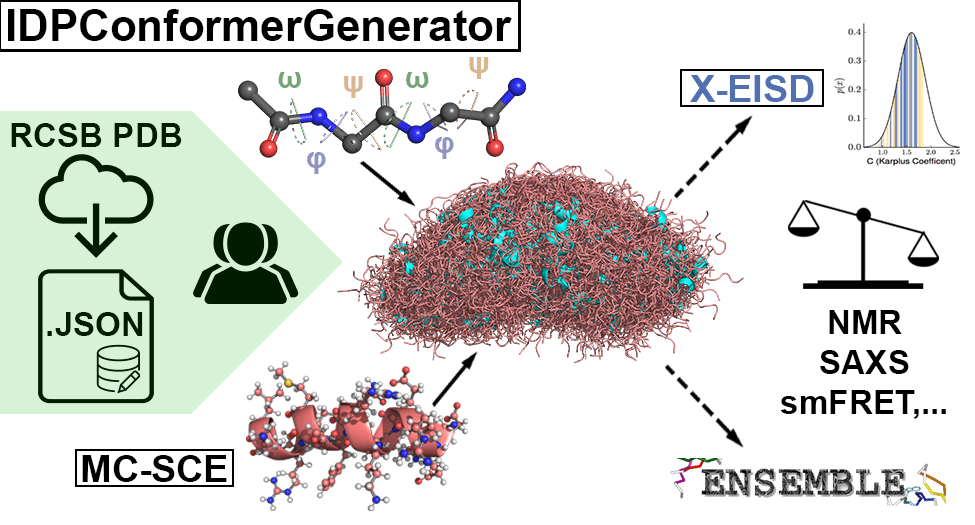 IDPConformerGenerator
RCSB PDB
.JSON
ω
ψ
ω
ψ
φ
φ
MC-SCE
X-EISD
p(x)
0.4
0.3
0.2
0.1
0.0
1.0 1.5 2.0 2.5
C (Karplus Coefficent)
NMR
SAXS
smFRET,...
ENSEMBLE